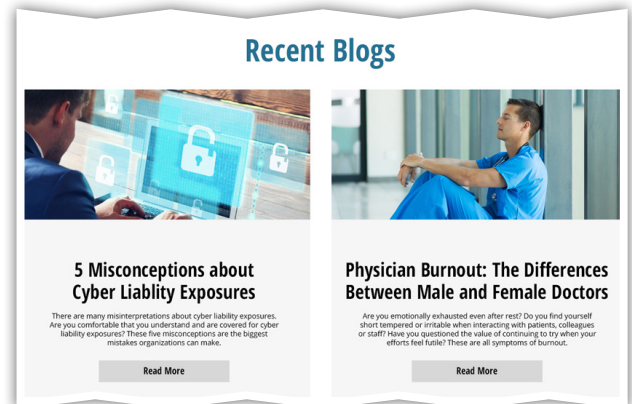 Recent Blogs
5 Misconceptions about
Cyber Liablity Exposures
There are many misinterpretations about cyber liability exposures.
Are you comfortable that you understand and are covered for cyber
liability exposures? These five misconceptions are the biggest
mistakes organizations can make.
Read More
Physician Burnout: The Differences
Between Male and Female Doctors
Are you emotionally exhausted even after rest? Do you find yourself
short tempered or irritable when interacting with patients, colleagues
or staff? Have you questioned the value of continuing to try when your
efforts feel futile? These are all symptoms of burnout.
Read More